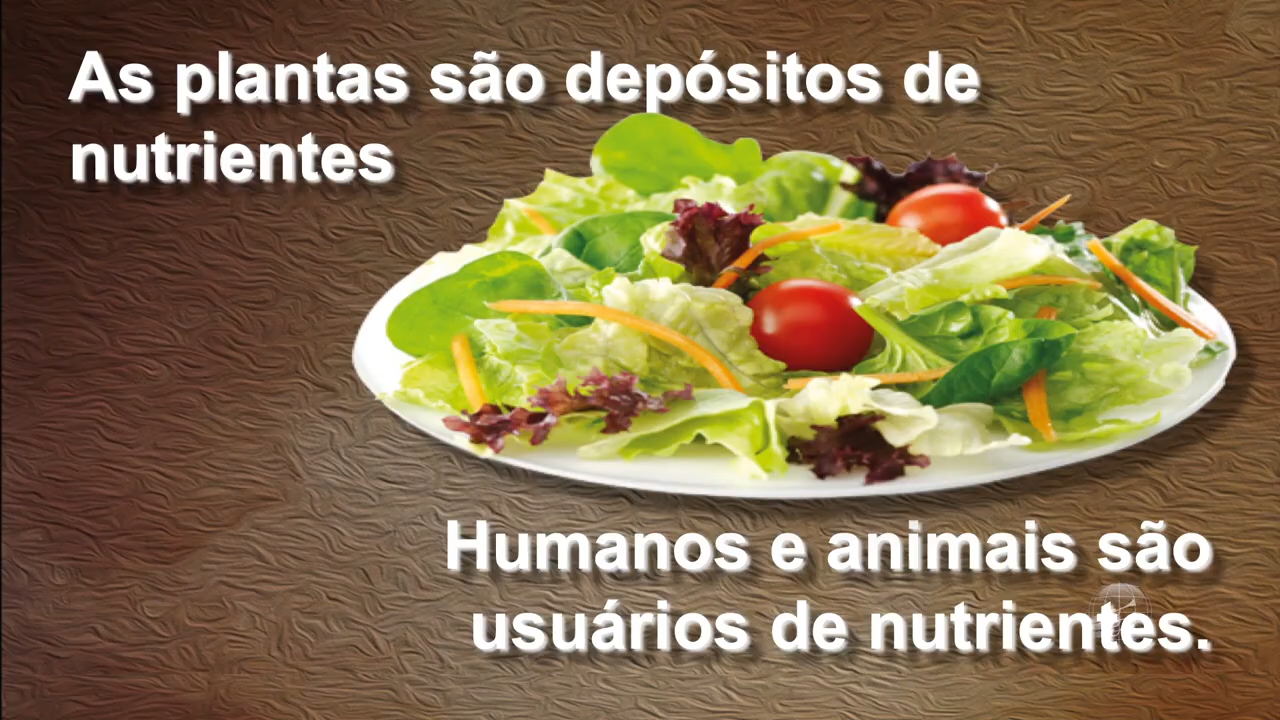 As plantas são depósitos de
nutrientes
Humanos e animais são
usuários de nutrientes.